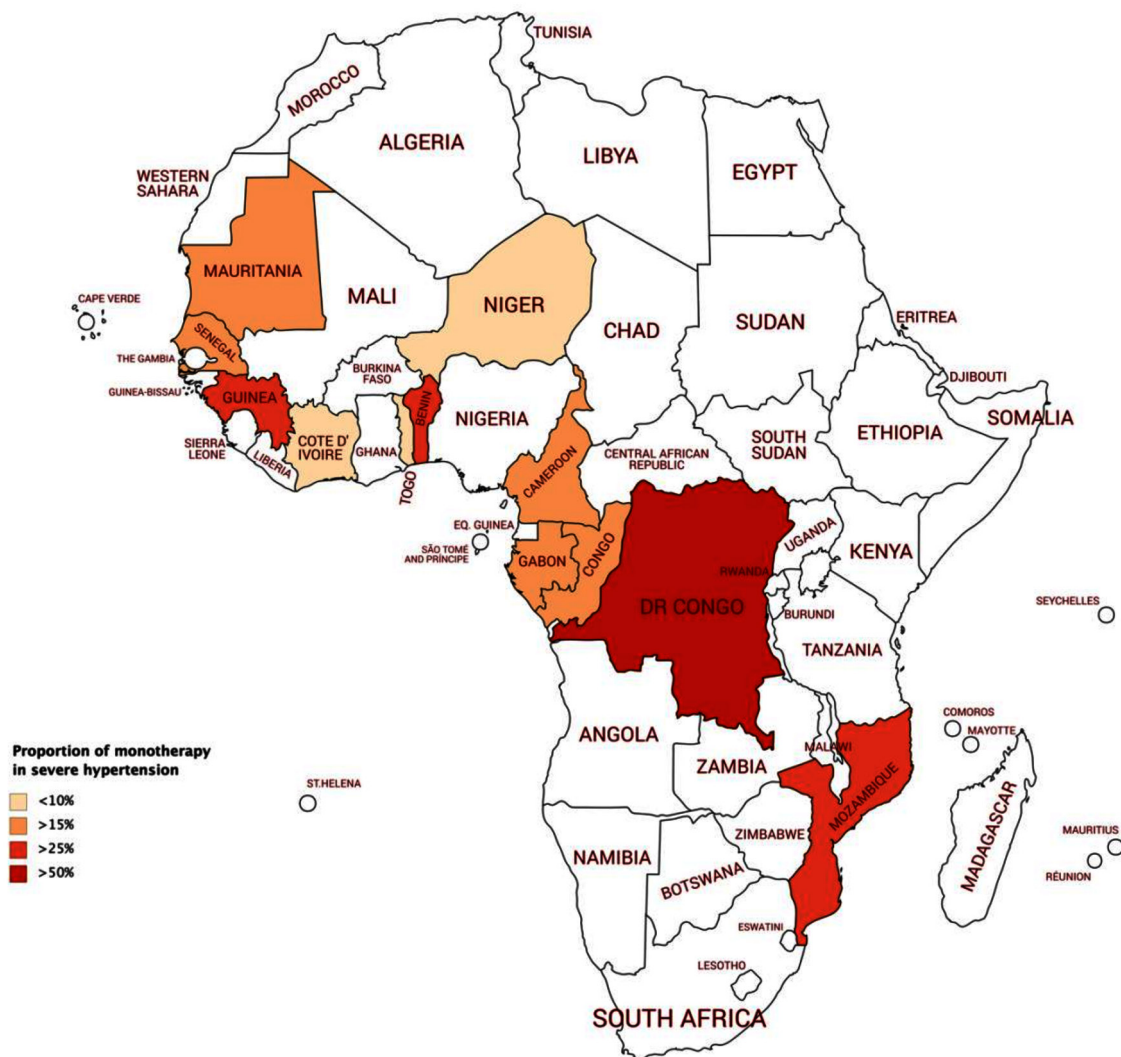 TUNISIA
MOROCCO
ALGERIA
LIBYA
EGYPT
WESTERN
SAHARA
MAURITANIA
MALI
NIGER
CHAD
SUDAN
ERITREA
CAPE VERDE
SENEGAL
THE GAMBIA
GUINEA-BISSAU
GUINEA
BURKINA
FASO
BENIN
NIGERIA
DJIBOUTI
SOMALIA
ETHIOPIA
SOUTH
SUDAN
SIERRA
LEONE
LIBERIA
COTE D'
IVOIRE
GHANA
TOGO
CAMEROON
CENTRAL AFRICAN
REPUBLIC
EQ. GUINEA
SÃO TOMÉ
AND PRÍNCIPE
GABON
CONGO
UGANDA
KENYA
RWANDA
DR CONGO
BURUNDI
TANZANIA
SEYCHELLES
COMOROS
MAYOTTE
ANGOLA
ZAMBIA
MALAWI
MOZAMBIQUE
MADAGASCAR
MAURITIUS
RÉUNION
ST.HELENA
ZIMBABWE
NAMIBIA
BOTSWANA
ESWATINI
LESOTHO
SOUTH AFRICA
Proportion of monotherapy
in severe hypertension
<10%
>15%
>25%
>50%